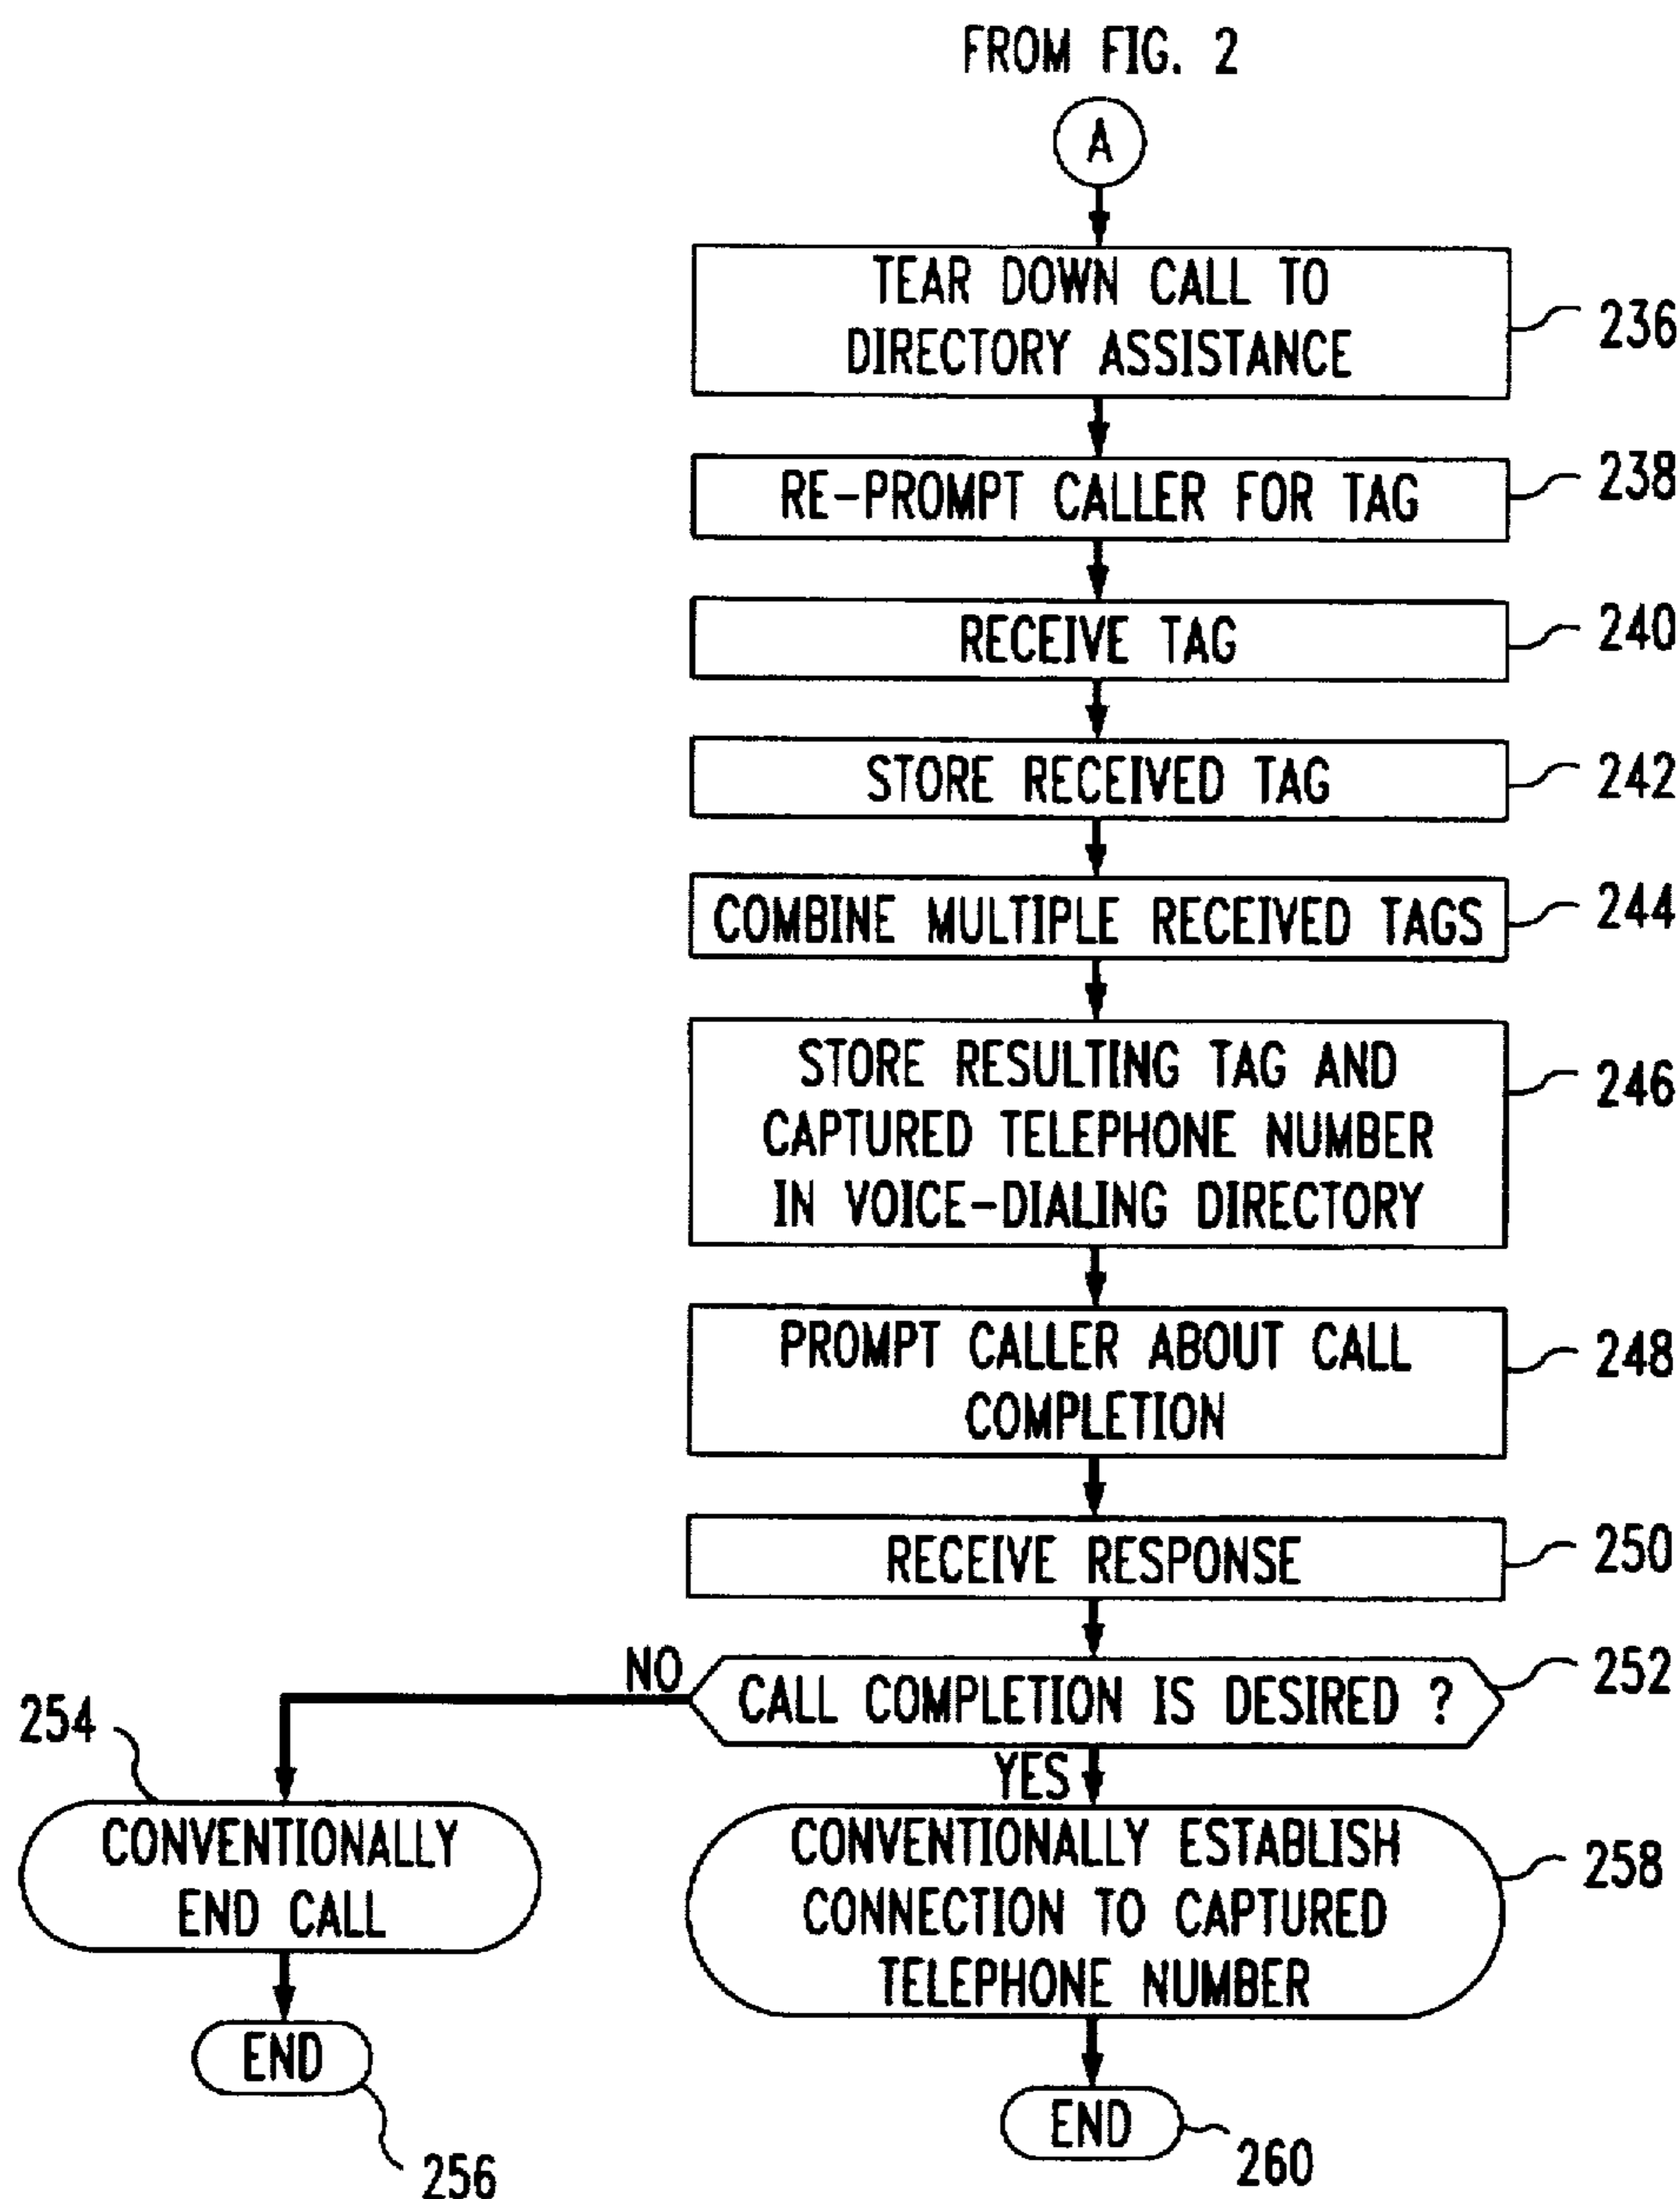 FROM FIG. 2
A
TEAR DOWN CALL TO
DIRECTORY ASSISTANCE
236
RE-PROMPT CALLER FOR TAG
238
RECEIVE TAG
240
STORE RECEIVED TAG
242
COMBINE MULTIPLE RECEIVED TAGS
244
STORE RESULTING TAG AND
CAPTURED TELEPHONE NUMBER
IN VOICE-DIALING DIRECTORY
246
PROMPT CALLER ABOUT CALL
COMPLETION
248
RECEIVE RESPONSE
250
NO
CALL COMPLETION IS DESIRED ?
252
YES
254
CONVENTIONALLY
END CALL
CONVENTIONALLY ESTABLISH
CONNECTION TO CAPTURED
TELEPHONE NUMBER
258
END
256
END
260